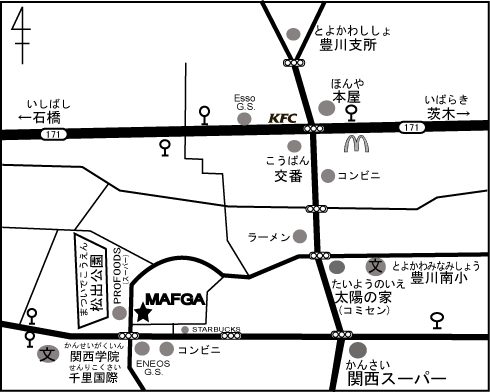 とよかわししょ
豊川支所
ほんや
本屋
Esso
G.S.
いしばし
←石橋
いばらき
茨木→
KFC
171
171
こうばん
交番
コンビニ
ラーメン
まついでこうえん
松出公園
PROFOODS
(スーパー)
MAFGA
とよかわみなみしょう
文
豊川南小
たいようのいえ
太陽の家
(コミセン)
STARBUCKS
かんせいがくいん
文
関西学院
せんりこくさい
千里国際
ENEOS
G.S.
コンビニ
かんさい
関西スーパー